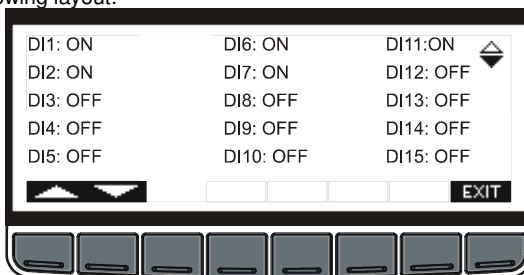 owing layout:
DI1: ON DI6: ON DI11:ON
DI2: ON DI7: ON DI12: OFF
DI3: OFF DI8: OFF DI13: OFF
DI4: OFF DI9: OFF DI14: OFF
DI5: OFF DI10: OFF DI15: OFF
EXIT